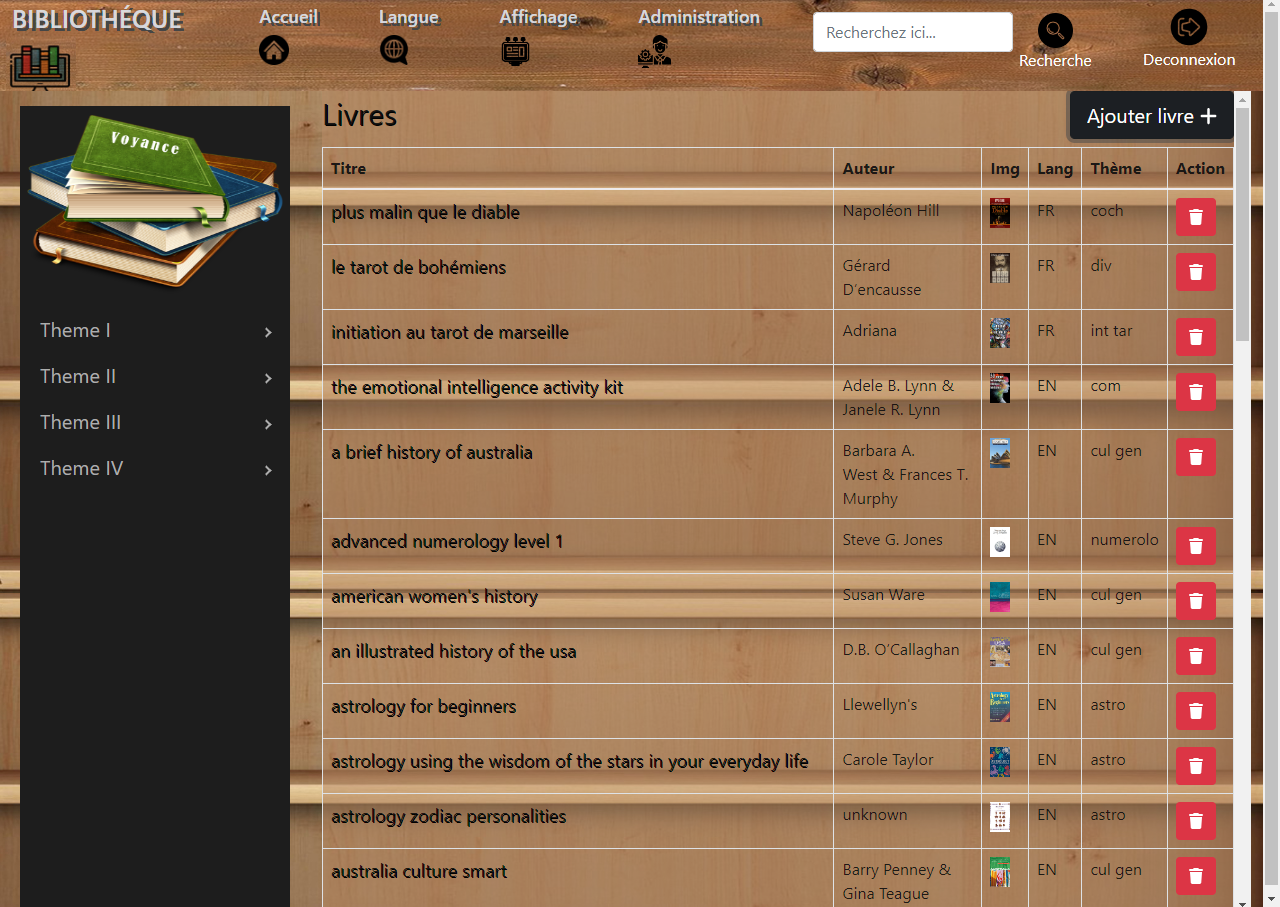 BIBLIOTHÉQUE
Accueil
Langue
Affichage
Administration
Recherchez ici...
Recherche
Deconnexion
Voyance
Theme I
Theme II
Theme III
Theme IV
Livres
Ajouter livre +
Titre Auteur Img Lang Thème Action
plus malin que le diable Napoléon Hill FR coch
le tarot de bohémiens Gérard FR div
D'encausse
initiation au tarot de marseille Adriana FR int tar
the emotional intelligence activity kit Adele B. Lynn & EN com
Janele R. Lynn
a brief history of australia Barbara A. EN cul gen
West & Frances T.
Murphy
advanced numerology level 1 Steve G. Jones EN numerolo
american women's history Susan Ware EN cul gen
an illustrated history of the usa D.B. O'Callaghan EN cul gen
astrology for beginners Llewellyn's EN astro
astrology using the wisdom of the stars in your everyday life Carole Taylor EN astro
astrology zodiac personalities unknown EN astro
australia culture smart Barry Penney & EN cul gen
Gina Teague